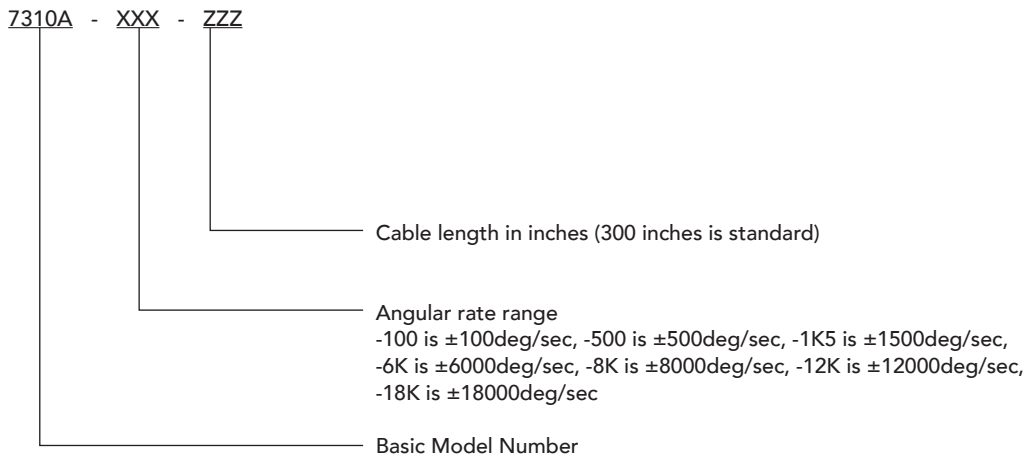 7310A - XXX - ZZZ
Cable length in inches (300 inches is standard)
Angular rate range
-100 is ±100deg/sec, -500 is ±500deg/sec, -1K5 is ±1500deg/sec,
-6K is ±6000deg/sec, -8K is ±8000deg/sec, -12K is ±12000deg/sec,
-18K is ±18000deg/sec
Basic Model Number